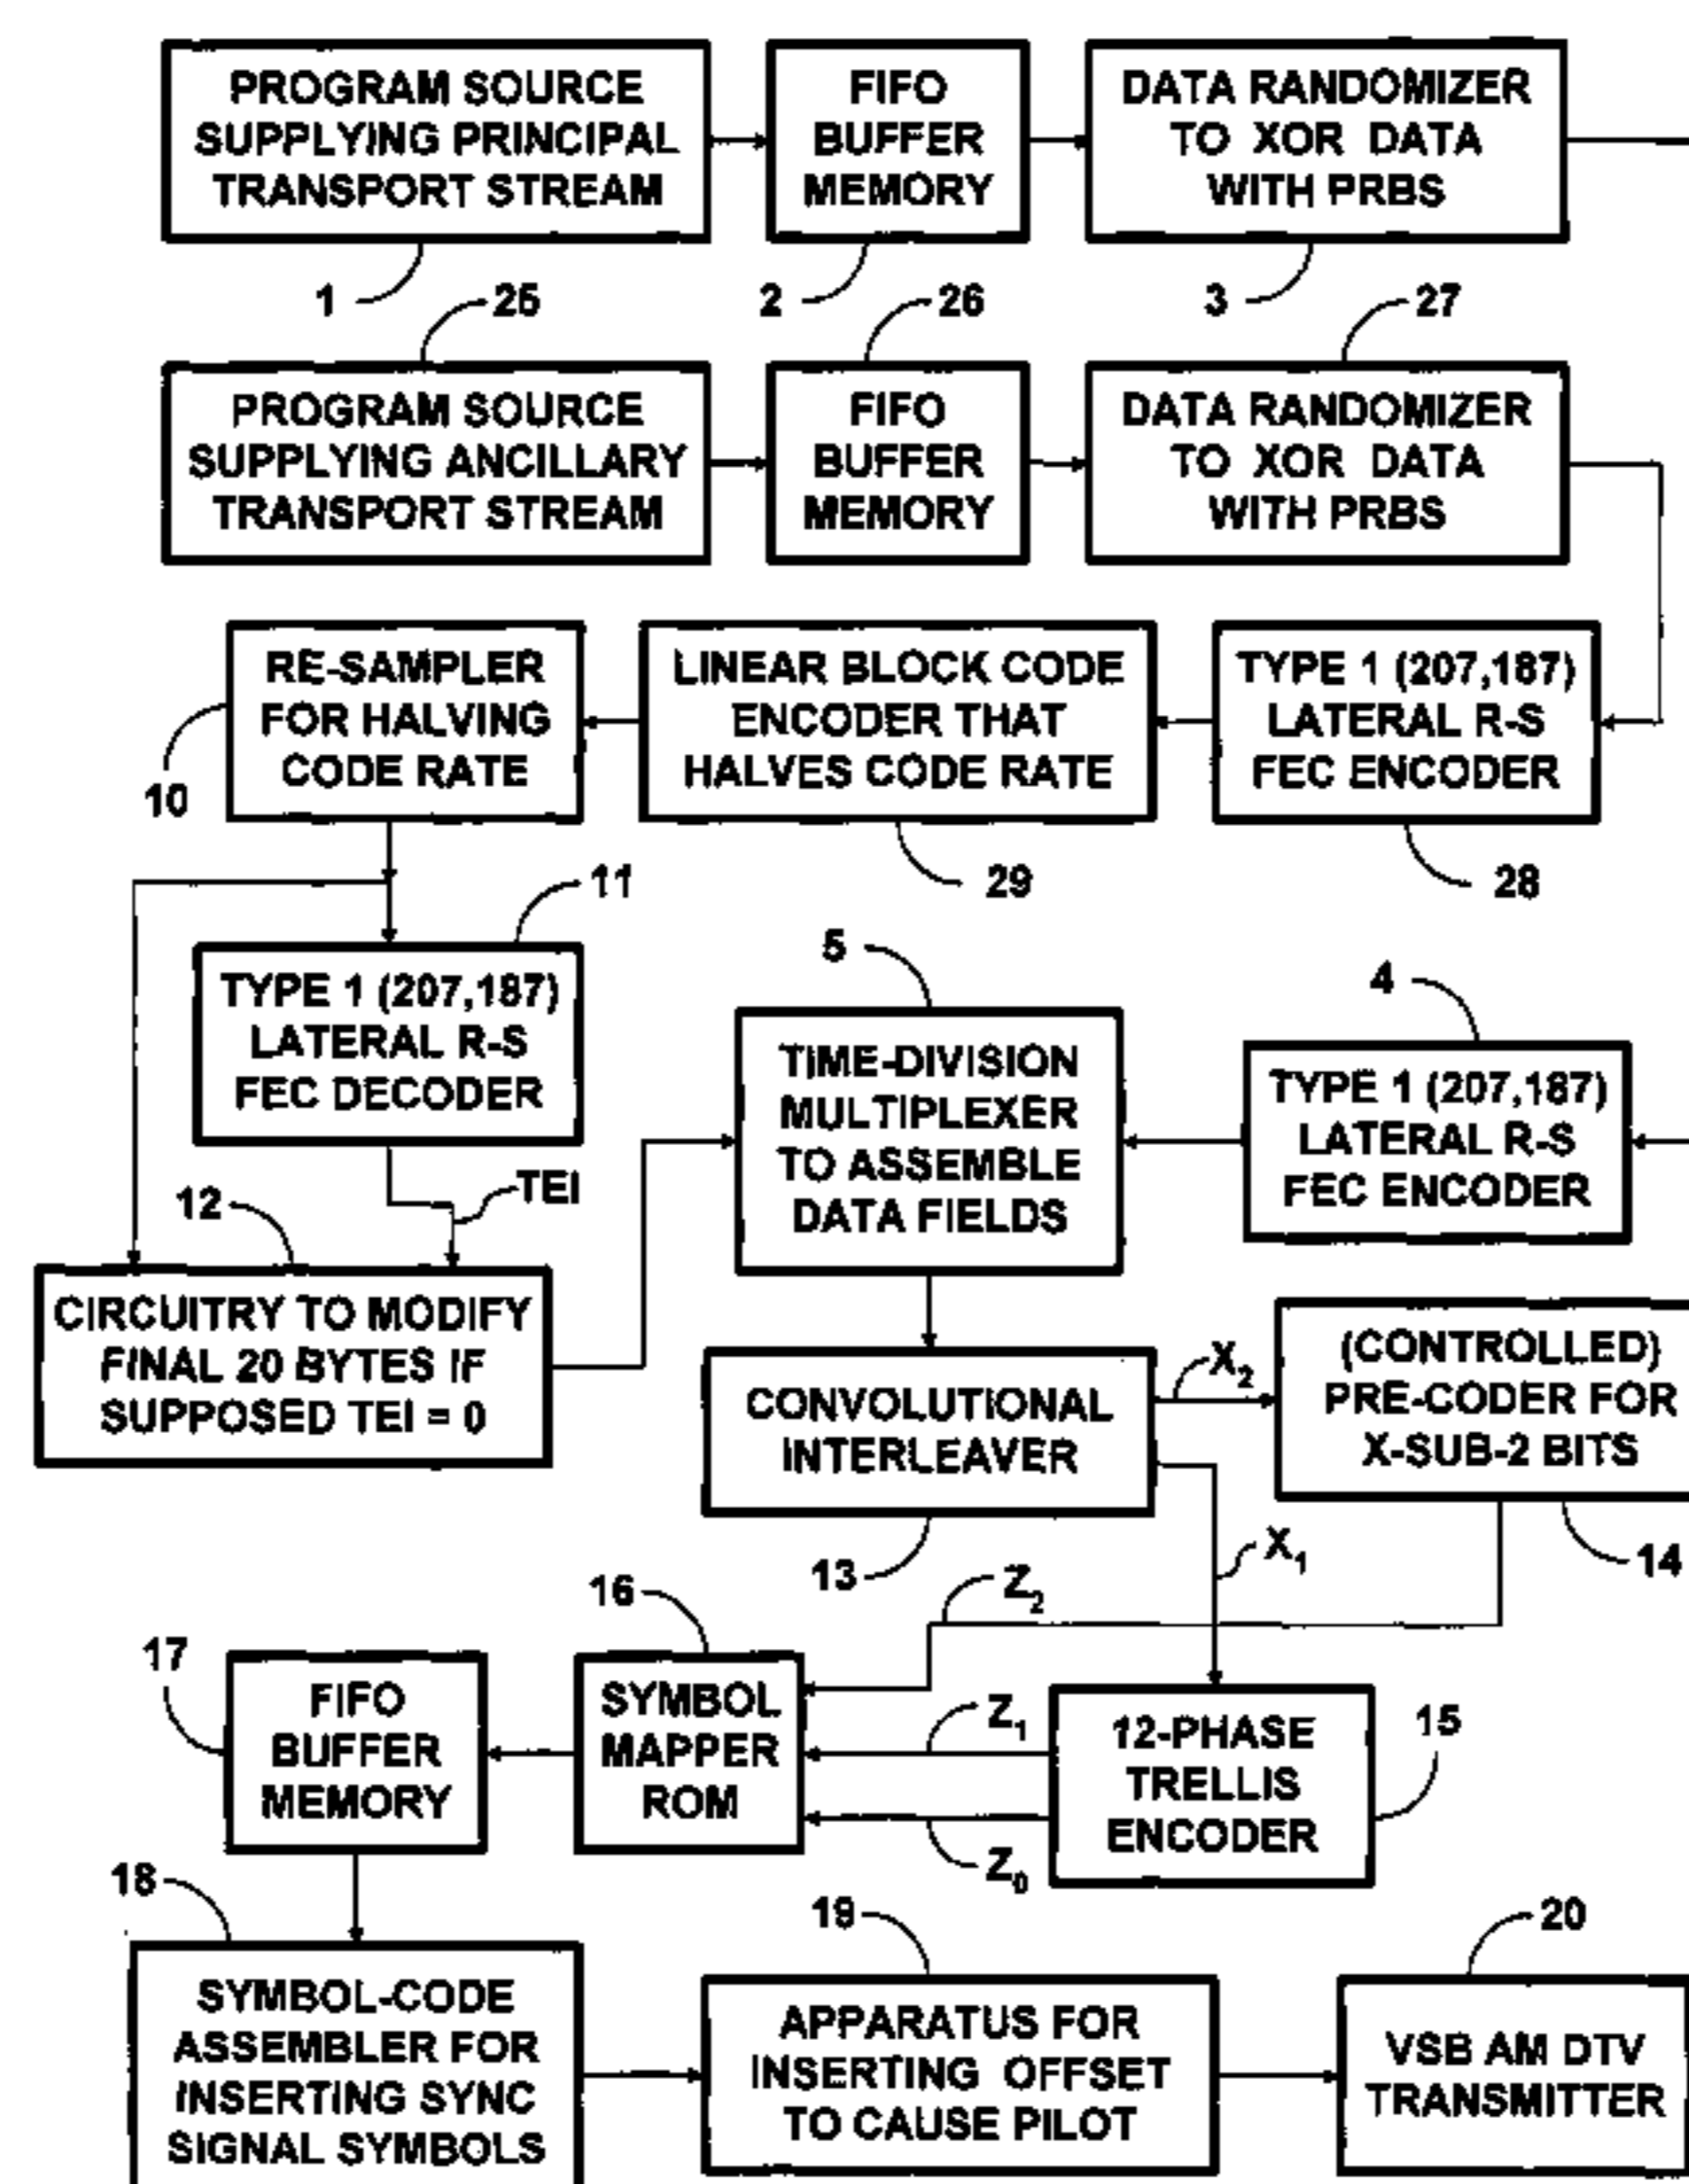 PROGRAM SOURCE
SUPPLYING PRINCIPAL
TRANSPORT STREAM
FIFO
BUFFER
MEMORY
DATA RANDOMIZER
TO XOR DATA
WITH PRBS
1
25
2
26
3
27
PROGRAM SOURCE
SUPPLYING ANCILLARY
TRANSPORT STREAM
FIFO
BUFFER
MEMORY
DATA RANDOMIZER
TO XOR DATA
WITH PRBS
RE-SAMPLER
FOR HALVING
CODE RATE
LINEAR BLOCK CODE
ENCODER THAT
HALVES CODE RATE
TYPE 1 (207,187)
LATERAL R-S
FEC ENCODER
10
11
29
28
TYPE 1 (207,187)
LATERAL R-S
FEC DECODER
5
TIME-DIVISION
MULTIPLEXER
TO ASSEMBLE
DATA FIELDS
4
TYPE 1 (207,187)
LATERAL R-S
FEC ENCODER
12
TEI
CIRCUITRY TO MODIFY
FINAL 20 BYTES IF
SUPPOSED TEI = 0
CONVOLUTIONAL
INTERLEAVER
X2
(CONTROLLED)
PRE-CODER FOR
X-SUB-2 BITS
13
X1
14
16
Z2
17
FIFO
BUFFER
MEMORY
SYMBOL
MAPPER
ROM
Z1
Z0
12-PHASE
TRELLIS
ENCODER
15
18
19
20
SYMBOL-CODE
ASSEMBLER FOR
INSERTING SYNC
SIGNAL SYMBOLS
APPARATUS FOR
INSERTING OFFSET
TO CAUSE PILOT
VSB AM DTV
TRANSMITTER